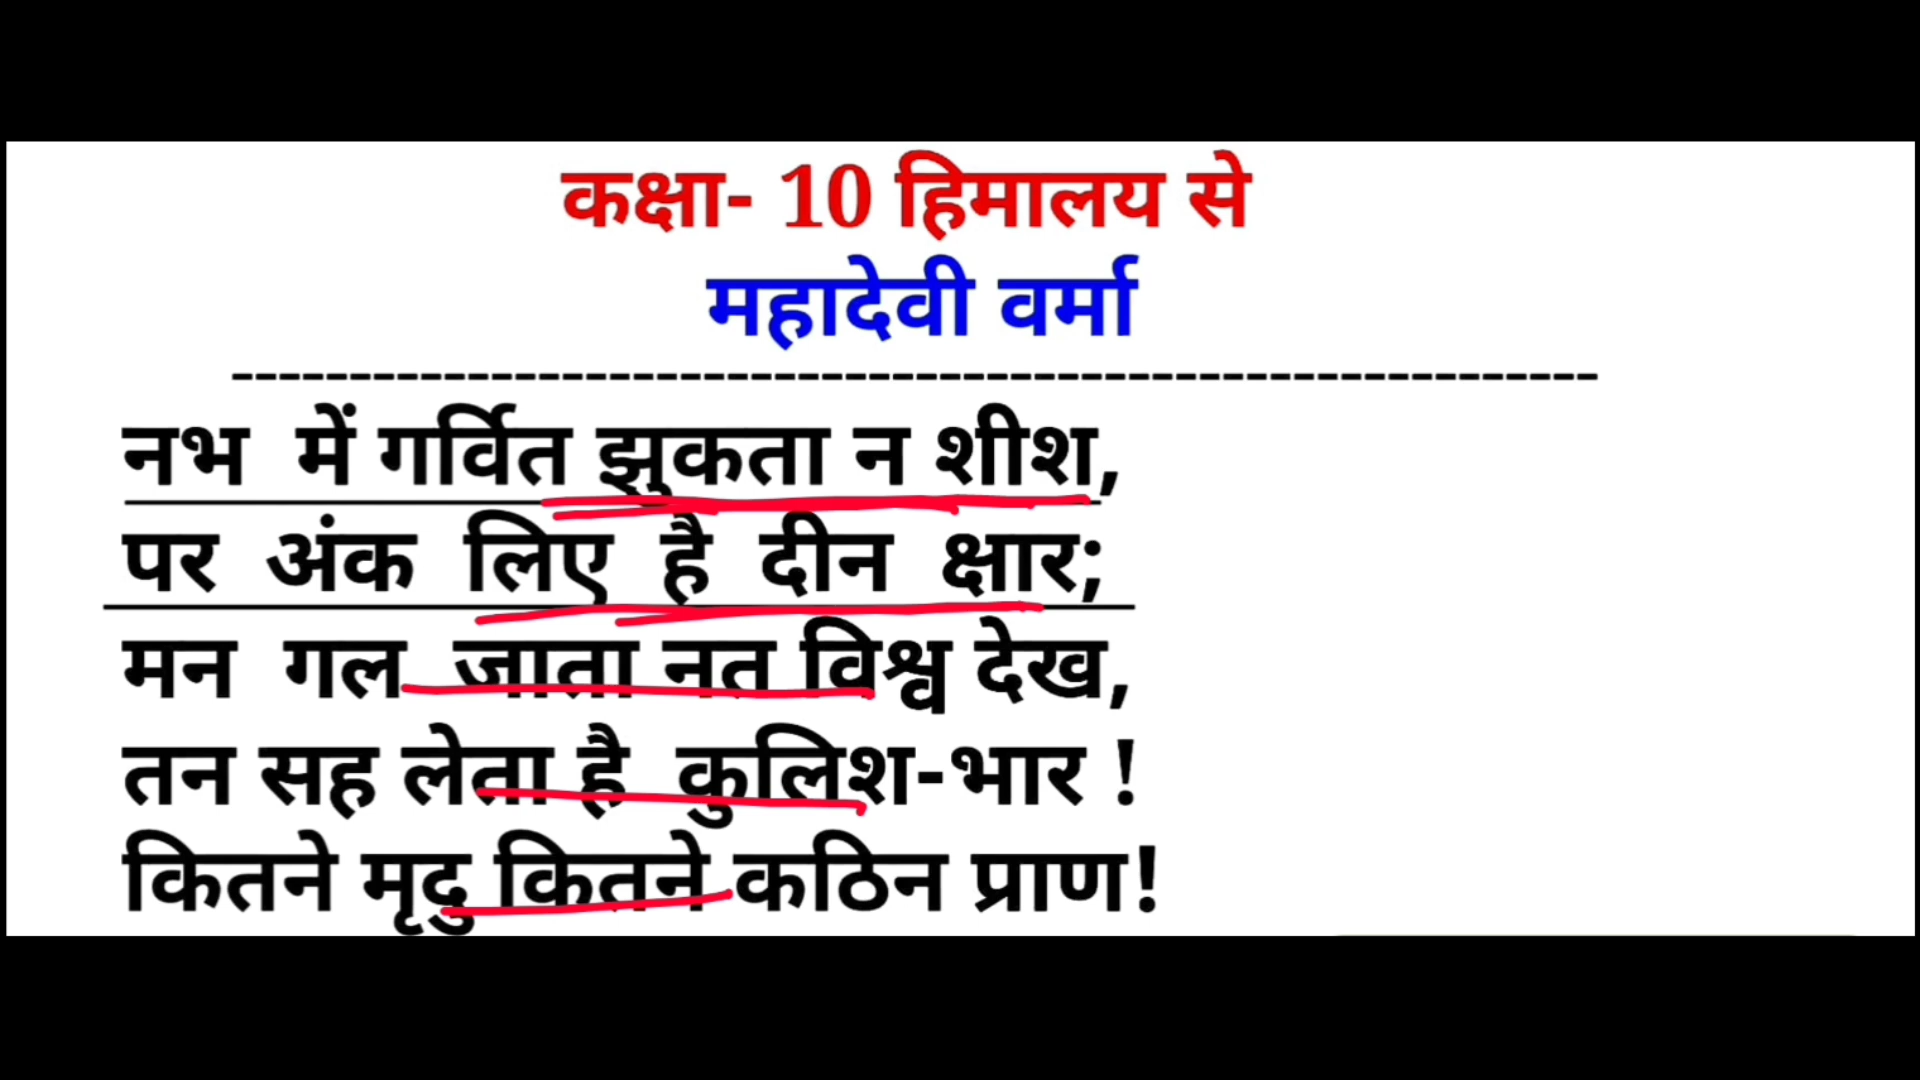 कक्षा- 10 हिमालय से
महादेवी वर्मा
--------------------------------------------------------
नभ में गर्वित झुकता न शीश,
पर अंक लिए है दीन क्षार;
मन गल जाता नत विश्व देख,
तन सह लेता है कुलिश-भार !
कितने मृदु कितने कठिन प्राण!